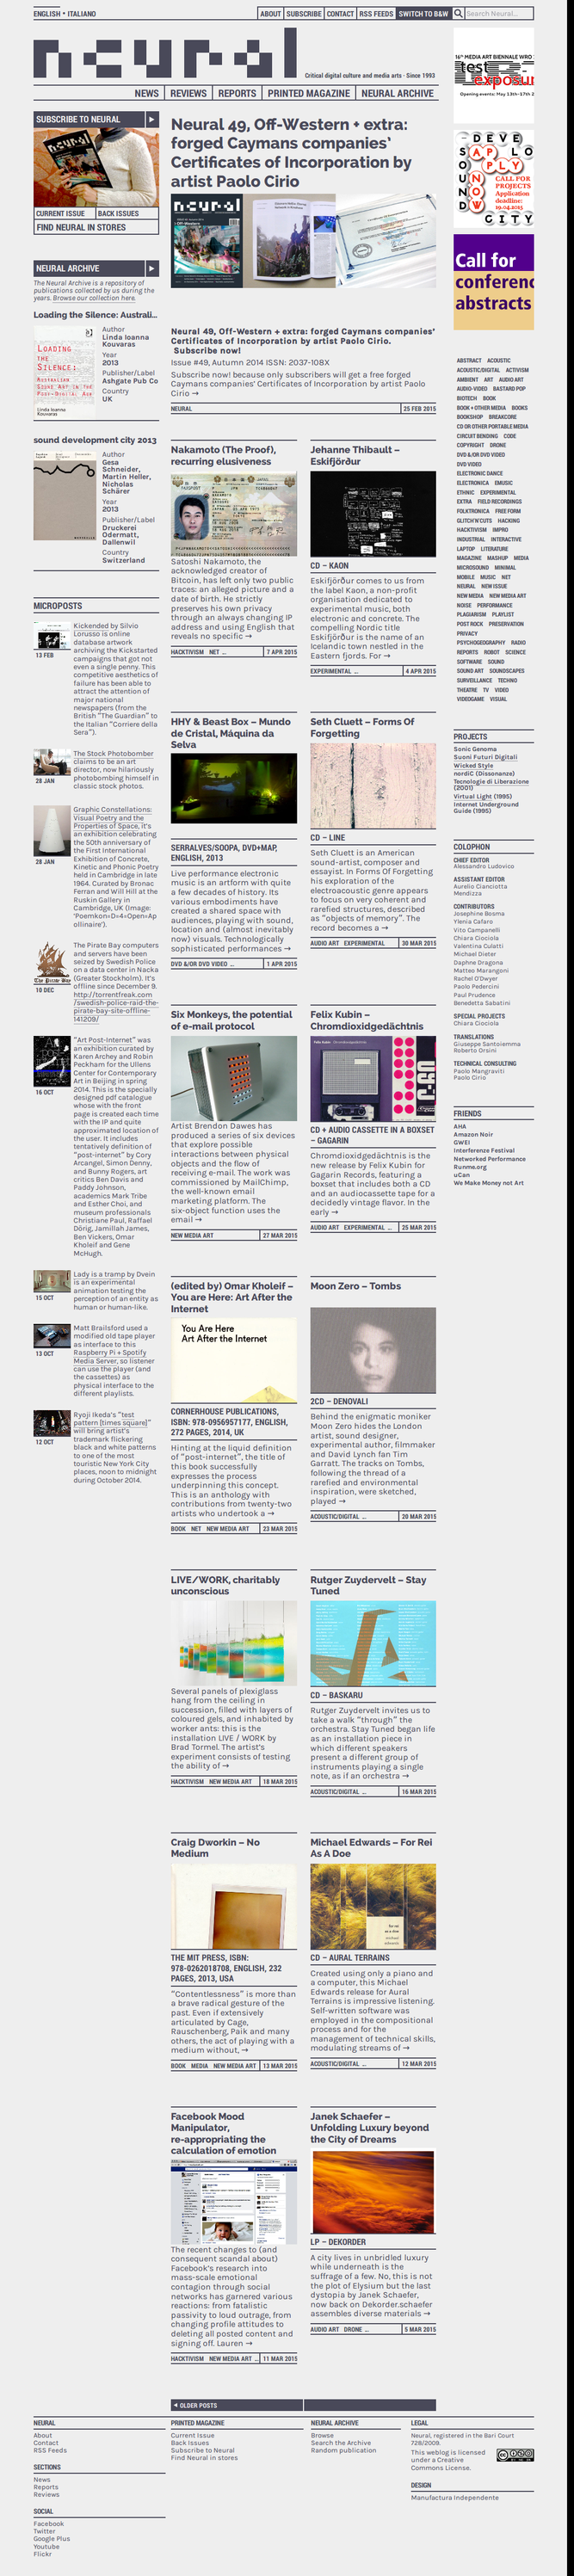 ENGLISH • ITALIANO
ABOUT
SUBSCRIBE
CONTACT
RSS FEEDS
SWITCH TO B&W
Search Neural...
neural
Critical digital culture and media arts · Since 1993
NEWS
REVIEWS
REPORTS
PRINTED MAGAZINE
NEURAL ARCHIVE
SUBSCRIBE TO NEURAL
CURRENT ISSUE
BACK ISSUES
FIND NEURAL IN STORES
NEURAL ARCHIVE
The Neural Archive is a repository of
publications collected by us during the
years. Browse our collection here.
Loading the Silence: Australi...
LOADING
THE
SILENCE:
Linda Ioanna
Kouvaras
Author
Linda Ioanna
Kouvaras
Year
2013
Publisher/Label
Ashgate Pub Co
Country
UK
sound development city 2013
Author
Gesa
Schneider,
Martin Heller,
Nicholas
Schärer
Year
2013
Publisher/Label
Druckerei
Odermatt,
Dallenwil
Country
Switzerland
MICROPOSTS
13 FEB
Kickended by Silvio
Lorusso is online
database artwork
archiving the Kickstarted
campaigns that got not
even a single penny. This
competitive aesthetics of
failure has been able to
attract the attention of
major national
newspapers (from the
British "The Guardian" to
the Italian "Corriere della
Sera").
28 JAN
The Stock Photobomber
claims to be an art
director, now hilariously
photobombing himself in
classic stock photos.
28 JAN
Graphic Constellations:
Visual Poetry and the
Properties of Space, it's
an exhibition celebrating
the 50th anniversary of
the First International
Exhibition of Concrete,
Kinetic and Phonic Poetry
held in Cambridge in late
1964. Curated by Bronac
Ferran and Will Hill at the
Ruskin Gallery in
Cambridge, UK (Image:
'Poemkon=D=4=Open=Ap
ollinaire').
10 DEC
The Pirate Bay computers
and servers have been
seized by Swedish Police
on a data center in Nacka
(Greater Stockholm). It's
offline since December 9.
http://torrentfreak.com
/swedish-police-raid-the-
pirate-bay-site-offline-
141209/
16 OCT
"Art Post-Internet" was
an exhibition curated by
Karen Archey and Robin
Peckham for the Ullens
Center for Contemporary
Art in Beijing in spring
2014. This is the specially
designed pdf catalogue
whose with the front
page is created each time
with the IP and quite
approximated location of
the user. It includes
tentatively definition of
"post-internet" by Cory
Arcangel, Simon Denny,
and Bunny Rogers, art
critics Ben Davis and
Paddy Johnson,
academics Mark Tribe
and Esther Choi, and
museum professionals
Christiane Paul, Raffael
Dörig, Jamillah James,
Ben Vickers, Omar
Kholeif and Gene
McHugh.
15 OCT
Lady is a tramp by Dvein
is an experimental
animation testing the
perception of an entity as
human or human-like.
13 OCT
Matt Brailsford used a
modified old tape player
as interface to this
Raspberry Pi + Spotify
Media Server, so listener
can use the player (and
the cassettes) as
physical interface to the
different playlists.
12 OCT
Ryoji Ikeda's "test
pattern [times square]"
will bring artist's
trademark flickering
black and white patterns
to one of the most
touristic New York City
places, noon to midnight
during October 2014.
Neural 49, Off-Western + extra:
forged Caymans companies'
Certificates of Incorporation by
artist Paolo Cirio
Neural 49, Off-Western + extra: forged Caymans companies'
Certificates of Incorporation by artist Paolo Cirio.
Subscribe now!
Issue #49, Autumn 2014 ISSN: 2037-108X
Subscribe now! because only subscribers will get a free forged
Caymans companies' Certificates of Incorporation by artist Paolo
Cirio →
NEURAL
25 FEB 2015
Nakamoto (The Proof),
recurring elusiveness
Satoshi Nakamoto, the
acknowledged creator of
Bitcoin, has left only two public
traces: an alleged picture and a
date of birth. He strictly
preserves his own privacy
through an always changing IP
address and using English that
reveals no specific →
HACKTIVISM NET ...
7 APR 2015
Jehanne Thibault –
Eskifjörður
CD – KAON
Eskifjörður comes to us from
the label Kaon, a non-profit
organisation dedicated to
experimental music, both
electronic and concrete. The
compelling Nordic title
Eskifjörður is the name of an
Icelandic town nestled in the
Eastern fjords. For →
EXPERIMENTAL ...
4 APR 2015
HHY & Beast Box – Mundo
de Cristal, Máquina da
Selva
SERRALVES/SOOPA, DVD+MAP,
ENGLISH, 2013
Live performance electronic
music is an artform with quite
a few decades of history. Its
various embodiments have
created a shared space with
audiences, playing with sound,
location and (almost inevitably
now) visuals. Technologically
sophisticated performances →
DVD &/OR DVD VIDEO ...
1 APR 2015
Seth Cluett – Forms Of
Forgetting
CD – LINE
Seth Cluett is an American
sound-artist, composer and
essayist. In Forms Of Forgetting
his exploration of the
electroacoustic genre appears
to focus on very coherent and
rarefied structures, described
as "objects of memory". The
record becomes a →
AUDIO ART EXPERIMENTAL
30 MAR 2015
Six Monkeys, the potential
of e-mail protocol
Artist Brendon Dawes has
produced a series of six devices
that explore possible
interactions between physical
objects and the flow of
receiving e-mail. The work was
commissioned by MailChimp,
the well-known email
marketing platform. The
six-object function uses the
email →
NEW MEDIA ART
27 MAR 2015
Felix Kubin –
Chromdioxidgedächtnis
CD + AUDIO CASSETTE IN A BOXSET
– GAGARIN
Chromdioxidgedächtnis is the
new release by Felix Kubin for
Gagarin Records, featuring a
boxset that includes both a CD
and an audiocassette tape for a
decidedly vintage flavor. In the
early →
AUDIO ART EXPERIMENTAL ...
25 MAR 2015
(edited by) Omar Kholeif –
You are Here: Art After the
Internet
You Are Here
Art After the Internet
CORNERHOUSE PUBLICATIONS,
ISBN: 978-0956957177, ENGLISH,
272 PAGES, 2014, UK
Hinting at the liquid definition
of "post-internet", the title of
this book successfully
expresses the process
underpinning this concept.
This is an anthology with
contributions from twenty-two
artists who undertook a →
BOOK NET NEW MEDIA ART
23 MAR 2015
Moon Zero – Tombs
2CD – DENOVALI
Behind the enigmatic moniker
Moon Zero hides the London
artist, sound designer,
experimental author, filmmaker
and David Lynch fan Tim
Garratt. The tracks on Tombs,
following the thread of a
rarefied and environmental
inspiration, were sketched,
played →
ACOUSTIC/DIGITAL ...
20 MAR 2015
LIVE/WORK, charitably
unconscious
Several panels of plexiglass
hang from the ceiling in
succession, filled with layers of
coloured gels, and inhabited by
worker ants: this is the
installation LIVE / WORK by
Brad Tormel. The artist's
experiment consists of testing
the ability of →
HACKTIVISM NEW MEDIA ART
18 MAR 2015
Rutger Zuydervelt – Stay
Tuned
CD – BASKARU
Rutger Zuydervelt invites us to
take a walk "through" the
orchestra. Stay Tuned began life
as an installation piece in
which different speakers
present a different group of
instruments playing a single
note, as if an orchestra →
ACOUSTIC/DIGITAL ...
16 MAR 2015
Craig Dworkin – No
Medium
THE MIT PRESS, ISBN:
978-0262018708, ENGLISH, 232
PAGES, 2013, USA
"Contentlessness" is more than
a brave radical gesture of the
past. Even if extensively
articulated by Cage,
Rauschenberg, Paik and many
others, the act of playing with a
medium without, →
BOOK MEDIA NEW MEDIA ART
13 MAR 2015
Michael Edwards – For Rei
As A Doe
CD – AURAL TERRAINS
Created using only a piano and
a computer, this Michael
Edwards release for Aural
Terrains is impressive listening.
Self-written software was
employed in the compositional
process and for the
management of technical skills,
modulating streams of →
ACOUSTIC/DIGITAL ...
12 MAR 2015
Facebook Mood
Manipulator,
re-appropriating the
calculation of emotion
The recent changes to (and
consequent scandal about)
Facebook's research into
mass-scale emotional
contagion through social
networks has garnered various
reactions: from fatalistic
passivity to loud outrage, from
changing profile attitudes to
deleting all posted content and
signing off. Lauren →
HACKTIVISM NEW MEDIA ART ...
11 MAR 2015
Janek Schaefer –
Unfolding Luxury beyond
the City of Dreams
LP – DEKORDER
A city lives in unbridled luxury
while underneath is the
suffrage of a few. No, this is not
the plot of Elysium but the last
dystopia by Janek Schaefer,
now back on Dekorder.schaefer
assembles diverse materials →
AUDIO ART DRONE ...
5 MAR 2015
OLDER POSTS
16th MEDIA ART BIENNALE WRO
test
exposur
Opening events: May 13th-17th 2
DEVE
LO
SOUND
APPLY
NOW
CITY
CALL FOR
PROJECTS
Application
deadline:
Call for
conferenc
abstracts
ABSTRACT ACOUSTIC
ACOUSTIC/DIGITAL ACTIVISM
AMBIENT ART AUDIO ART
AUDIO-VIDEO BASTARD POP
BIOTECH BOOK
BOOK + OTHER MEDIA BOOKS
BOOKSHOP BREAKCORE
CD OR OTHER PORTABLE MEDIA
CIRCUIT BENDING CODE
COPYRIGHT DRONE
DVD &/OR DVD VIDEO
DVD VIDEO
ELECTRONIC DANCE
ELECTRONICA EMUSIC
ETHNIC EXPERIMENTAL
EXTRA FIELD RECORDINGS
FOLKTRONICA FREE FORM
GLITCH'N'CUTS HACKING
HACKTIVISM IMPRO
INDUSTRIAL INTERACTIVE
LAPTOP LITERATURE
MAGAZINE MASHUP MEDIA
MICROSOUND MINIMAL
MOBILE MUSIC NET
NEURAL NEW ISSUE
NEW MEDIA NEW MEDIA ART
NOISE PERFORMANCE
PLAGIARISM PLAYLIST
POST ROCK PRESERVATION
PRIVACY
PSYCHOGEOGRAPHY RADIO
REPORTS ROBOT SCIENCE
SOFTWARE SOUND
SOUND ART SOUNDSCAPES
SURVEILLANCE TECHNO
THEATRE TV VIDEO
VIDEOGAME VISUAL
PROJECTS
Sonic Genoma
Suoni Futuri Digitali
Wicked Style
nordiC (Dissonanze)
Tecnologie di Liberazione
(2001)
Virtual Light (1995)
Internet Underground
Guide (1995)
COLOPHON
CHIEF EDITOR
Alessandro Ludovico
ASSISTANT EDITOR
Aurelio Cianciotta
Mendizza
CONTRIBUTORS
Josephine Bosma
Ylenia Cafaro
Vito Campanelli
Chiara Ciociola
Valentina Culatti
Michael Dieter
Daphne Dragona
Matteo Marangoni
Rachel O'Dwyer
Paolo Pedercini
Paul Prudence
Benedetta Sabatini
SPECIAL PROJECTS
Chiara Ciociola
TRANSLATIONS
Giuseppe Santoiemma
Roberto Orsini
TECHNICAL CONSULTING
Paolo Mangraviti
Paolo Cirio
FRIENDS
AHA
Amazon Noir
GWEI
Interferenze Festival
Networked Performance
Runme.org
uCan
We Make Money not Art
NEURAL
About
Contact
RSS Feeds
SECTIONS
News
Reports
Reviews
SOCIAL
Facebook
Twitter
Google Plus
Youtube
Flickr
PRINTED MAGAZINE
Current Issue
Back Issues
Subscribe to Neural
Find Neural in stores
NEURAL ARCHIVE
Browse
Search the Archive
Random publication
LEGAL
Neural, registered in the Bari Court
728/2009.
This weblog is licensed
under a Creative
Commons License.
DESIGN
Manufactura Independente